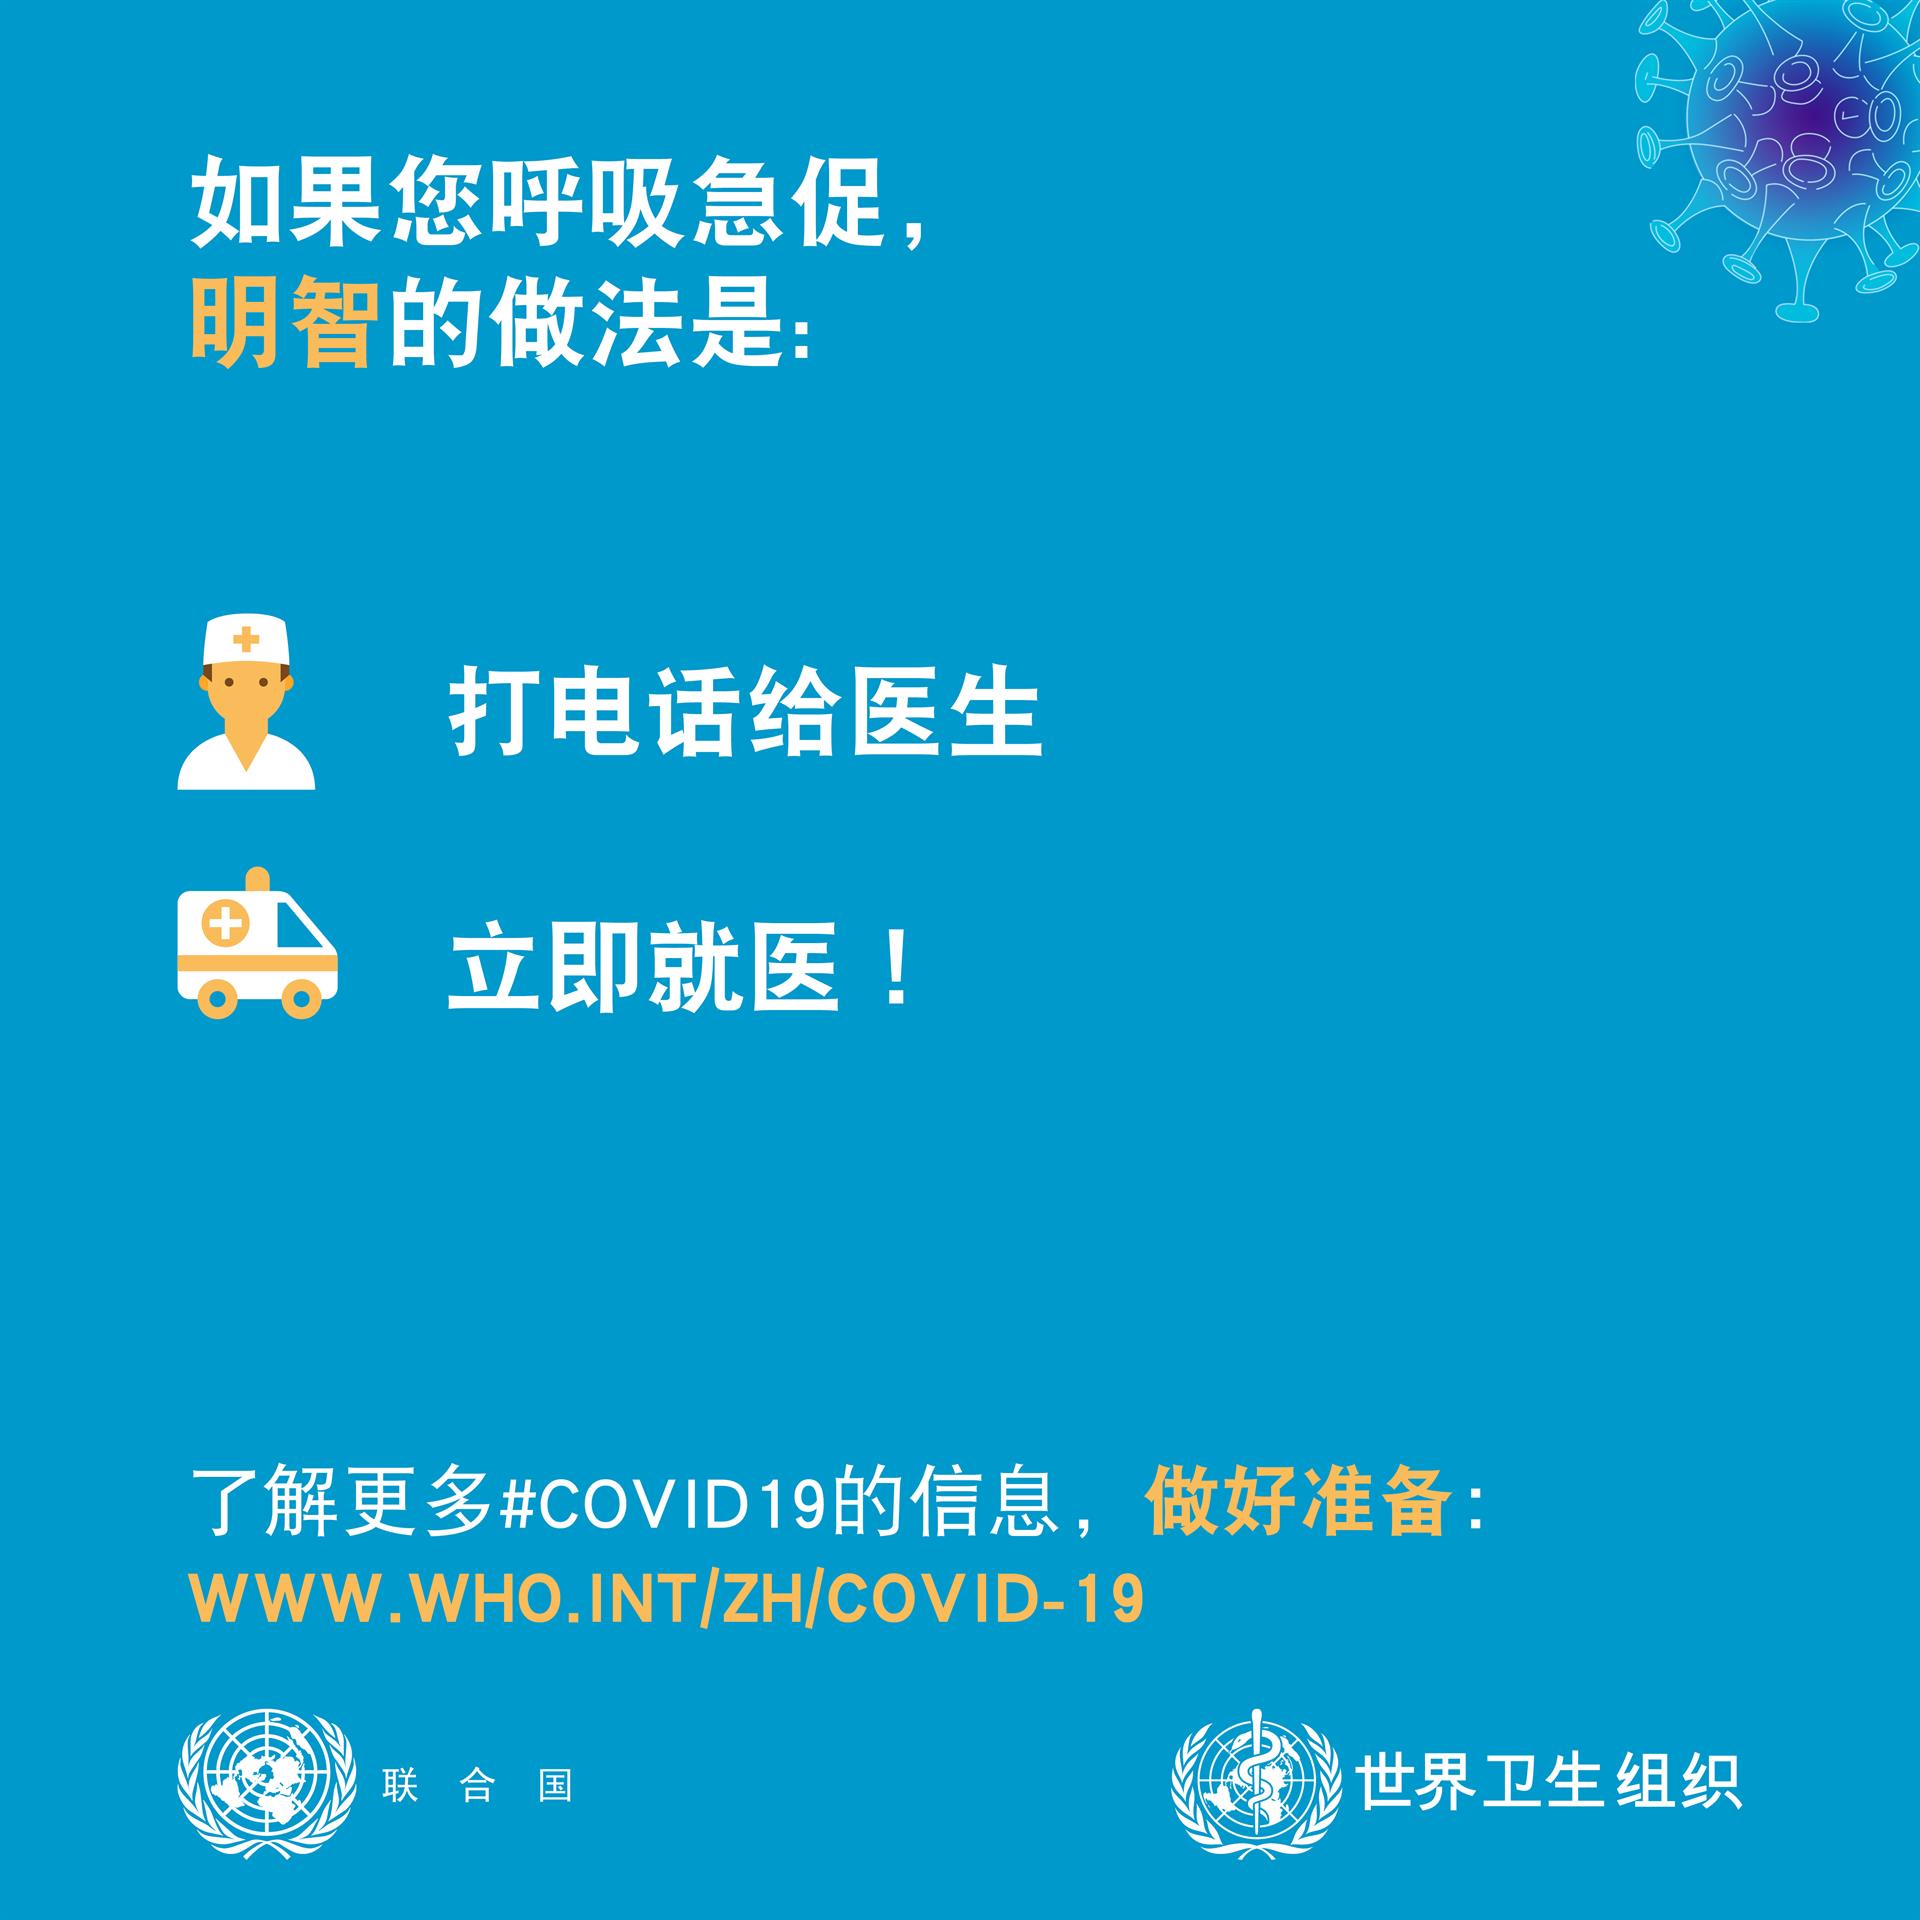 如果您呼吸急促，
明智的做法是：
打电话给医生
立即就医！
了解更多#COVID19的信息，做好准备：
WWW.WHO.INT/ZH/COVID-19
联合国
世界卫生组织